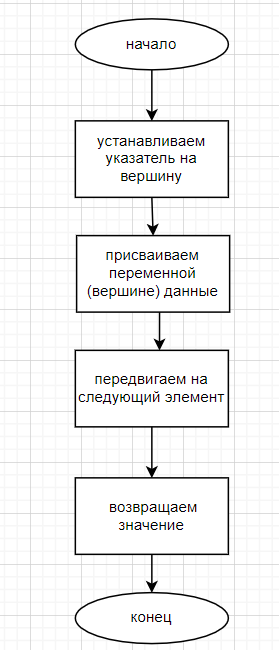 начало
устанавливаем
указатель на
вершину
присваиваем
переменной
(вершине) данные
передвигаем на
следующий элемент
возвращаем
значение
конец